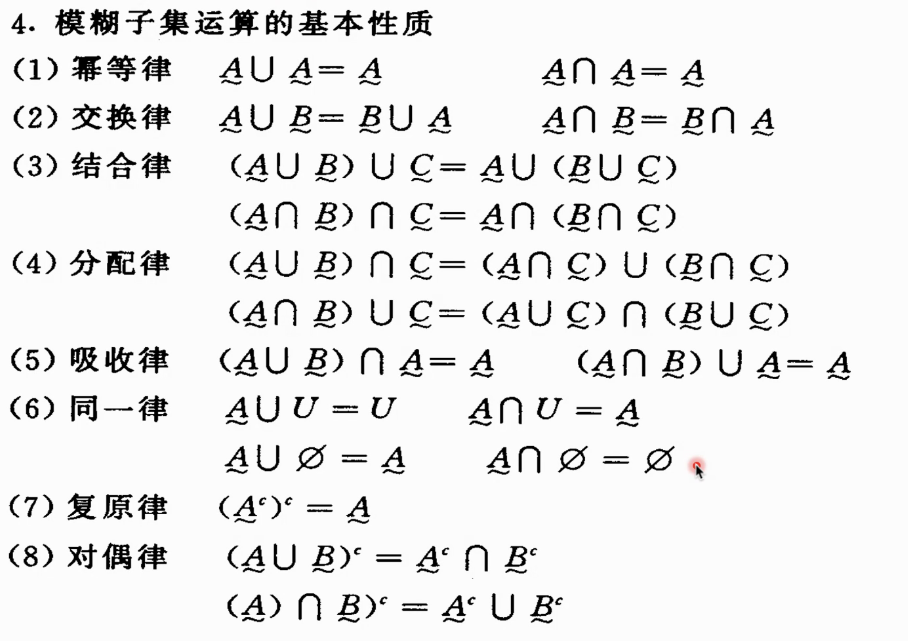 4. 模糊子集运算的基本性质
(1) 幂等律 A̰∪A̰=A̰ A̰∩A̰=A̰
(2) 交换律 A̰∪B̰=B̰∪A̰ A̰∩B̰=B̰∩A̰
(3) 结合律 (A̰∪B̰)∪C̰=A̰∪(B̰∪C̰)
(A̰∩B̰)∩C̰=A̰∩(B̰∩C̰)
(4) 分配律 (A̰∪B̰)∩C̰=(A̰∩C̰)∪(B̰∩C̰)
(A̰∩B̰)∪C̰=(A̰∪C̰)∩(B̰∪C̰)
(5) 吸收律 (A̰∪B̰)∩A̰=A̰ (A̰∩B̰)∪A̰=A̰
(6) 同一律 A̰∪U=U A̰∩U=A̰
A̰∪∅=A̰ A̰∩∅=∅
(7) 复原律 (A̰ᶜ)ᶜ=A̰
(8) 对偶律 (A̰∪B̰)ᶜ=A̰ᶜ∩B̰ᶜ
(A̰)∩B̰)ᶜ=A̰ᶜ∪B̰ᶜ